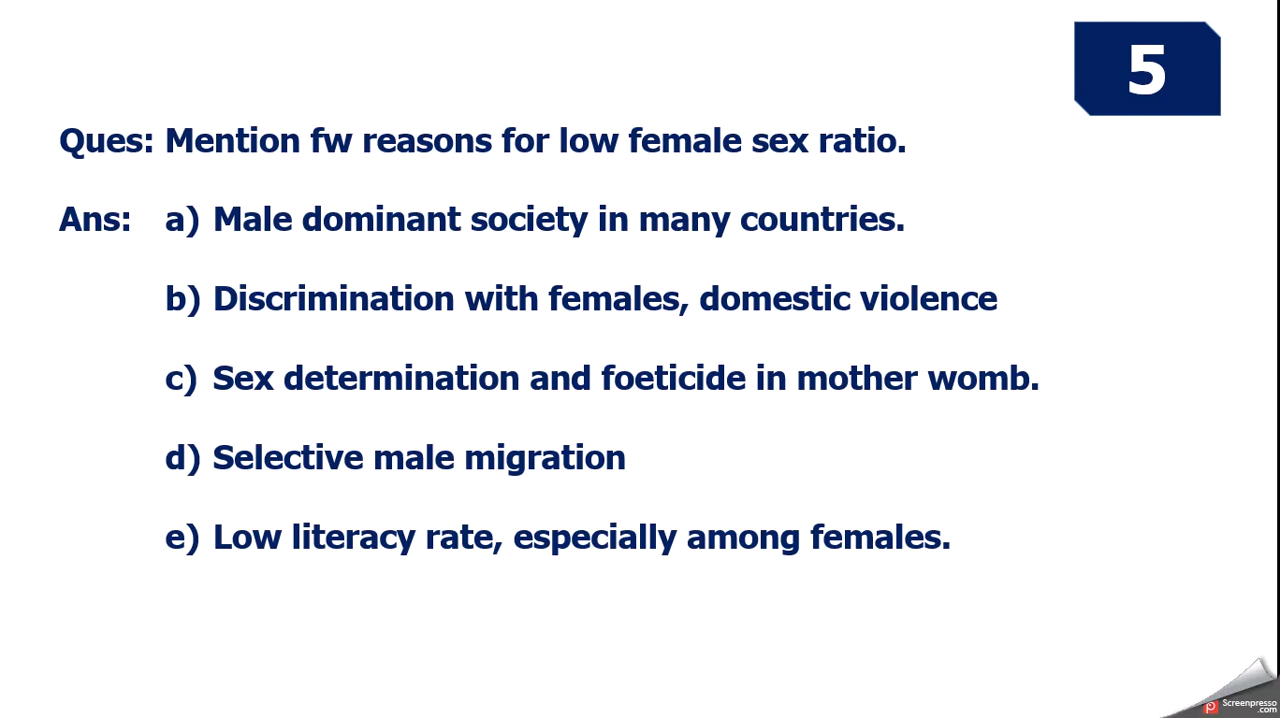 5
Ques: Mention fw reasons for low female sex ratio.
Ans: a) Male dominant society in many countries.
b) Discrimination with females, domestic violence
c) Sex determination and foeticide in mother womb.
d) Selective male migration
e) Low literacy rate, especially among females.
Screenpresso
.com